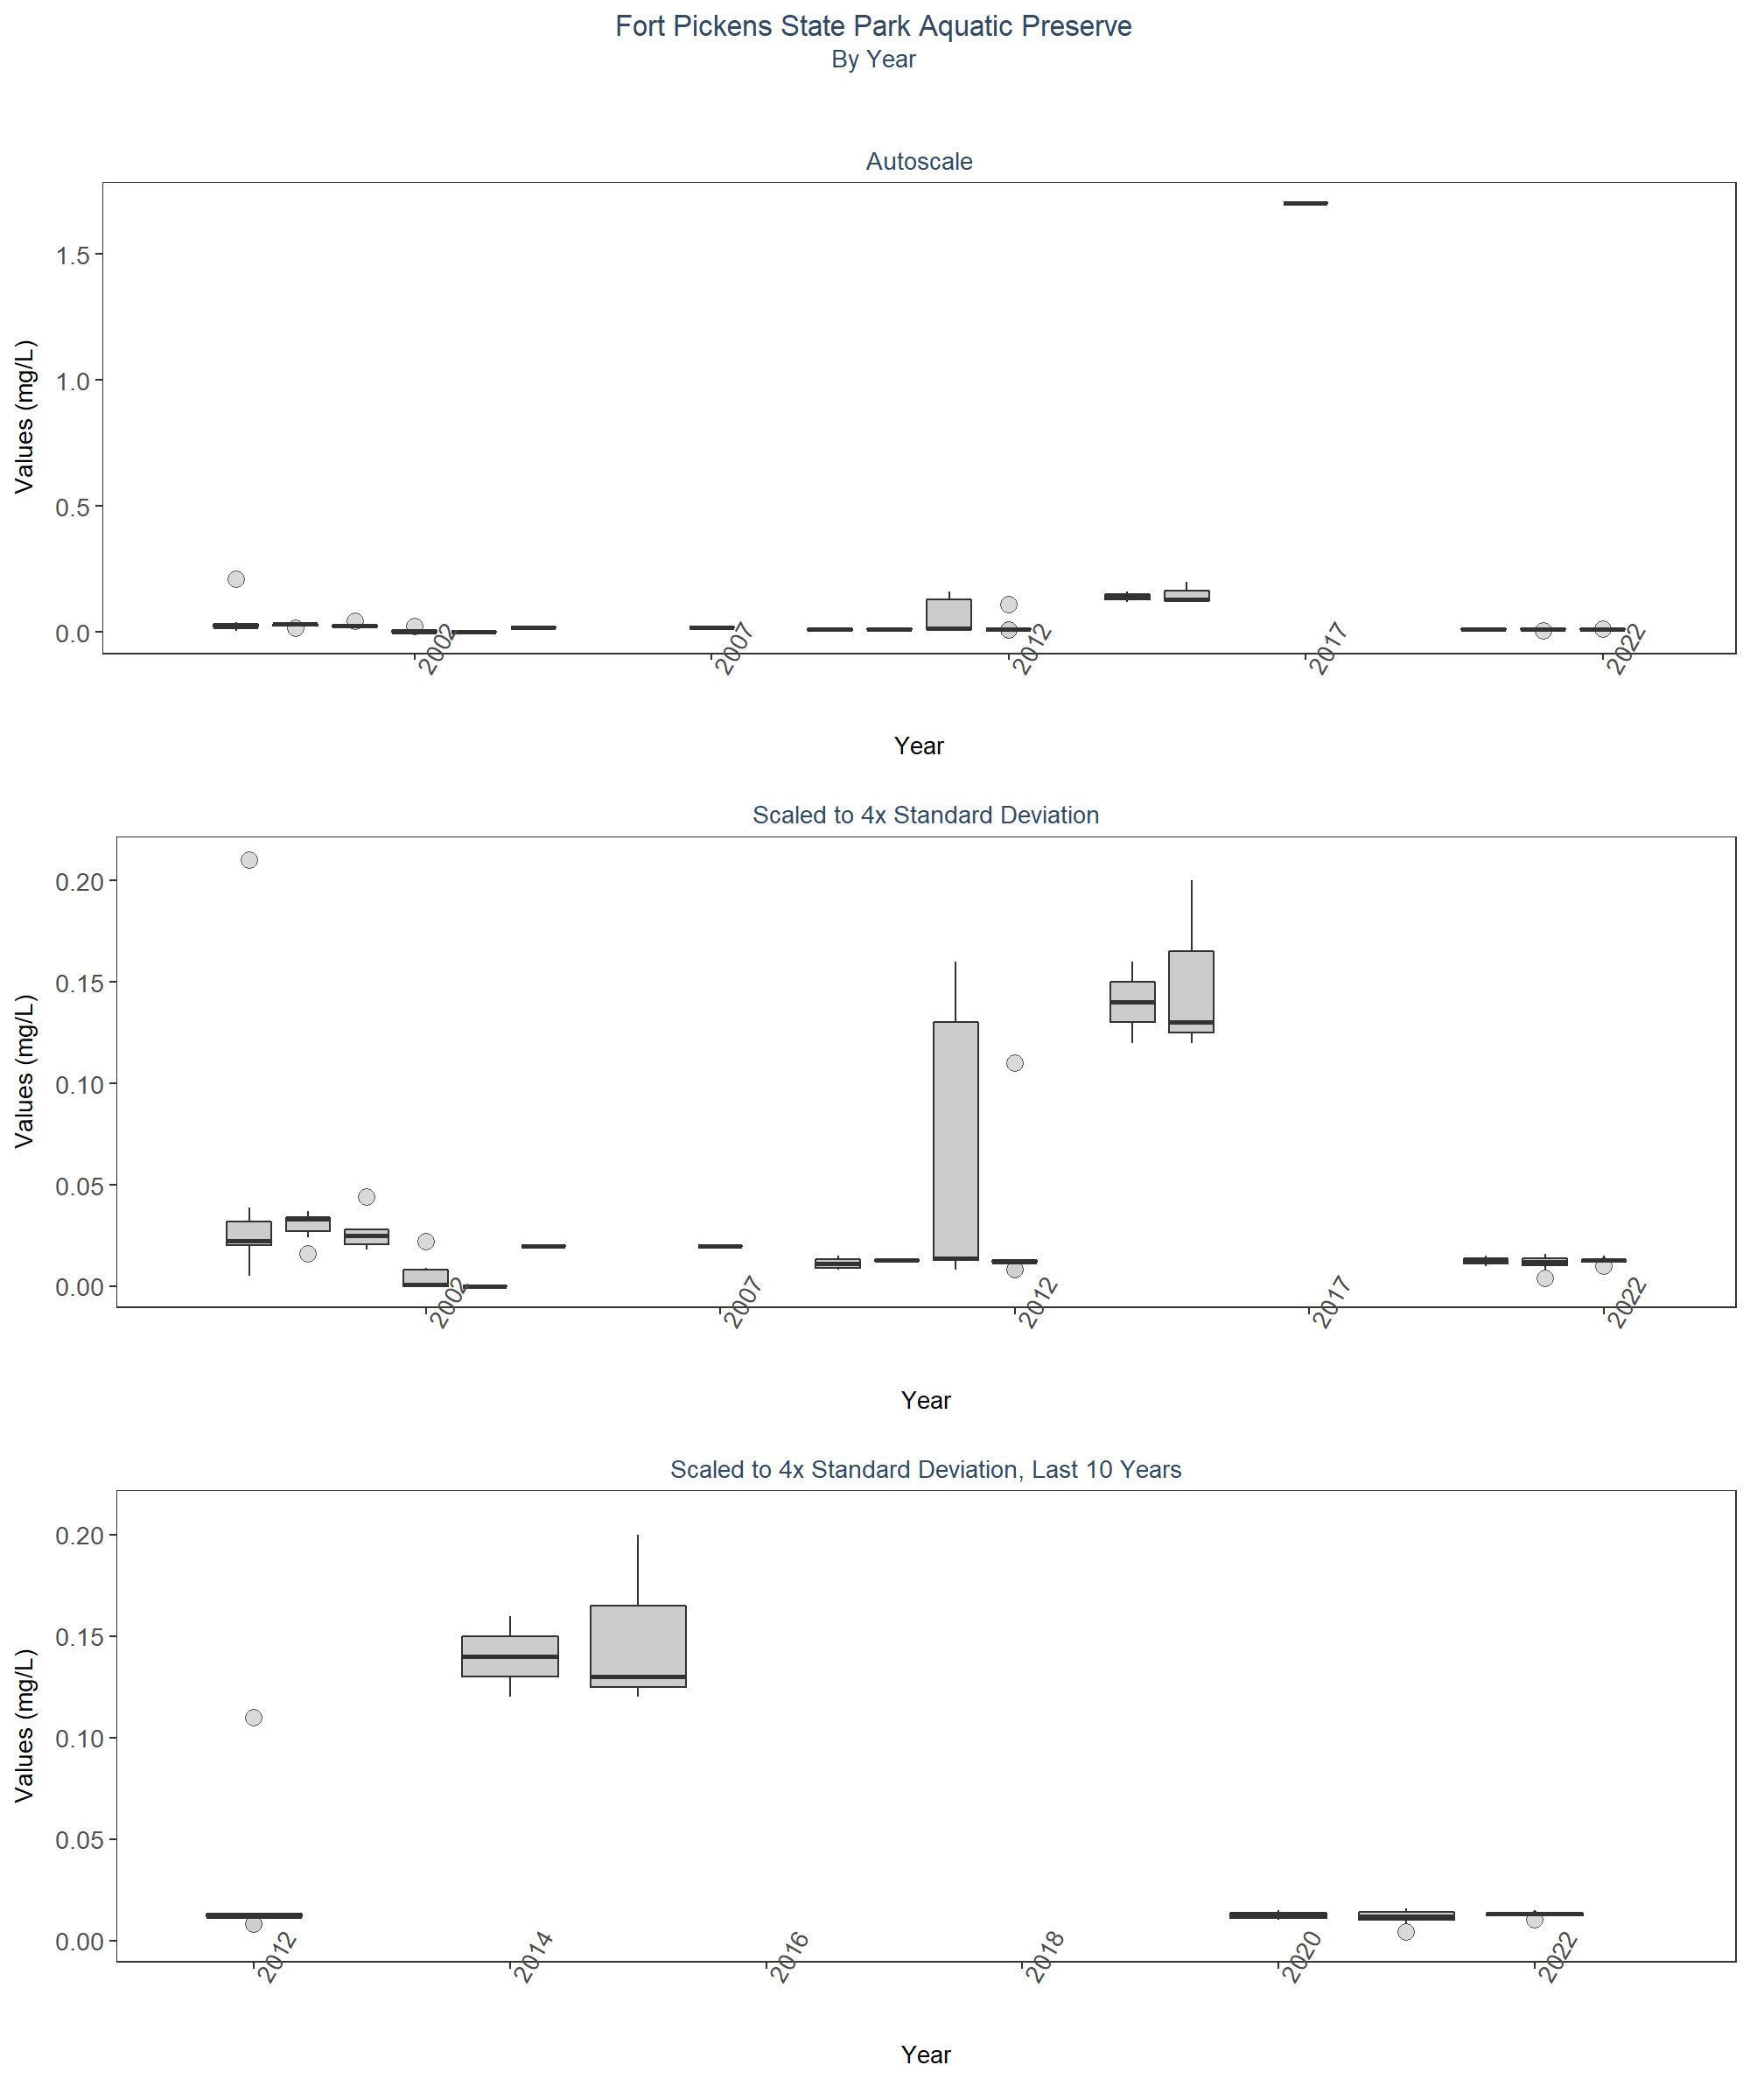 Fort Pickens State Park Aquatic Preserve
By Year
Autoscale
Values (mg/L)
1.5
1.0
0.5
0.0
2002 2007 2012 2017 2022
Year
Scaled to 4x Standard Deviation
Values (mg/L)
0.20
0.15
0.10
0.05
0.00
2002 2007 2012 2017 2022
Year
Scaled to 4x Standard Deviation, Last 10 Years
Values (mg/L)
0.20
0.15
0.10
0.05
0.00
2012 2014 2016 2018 2020 2022
Year